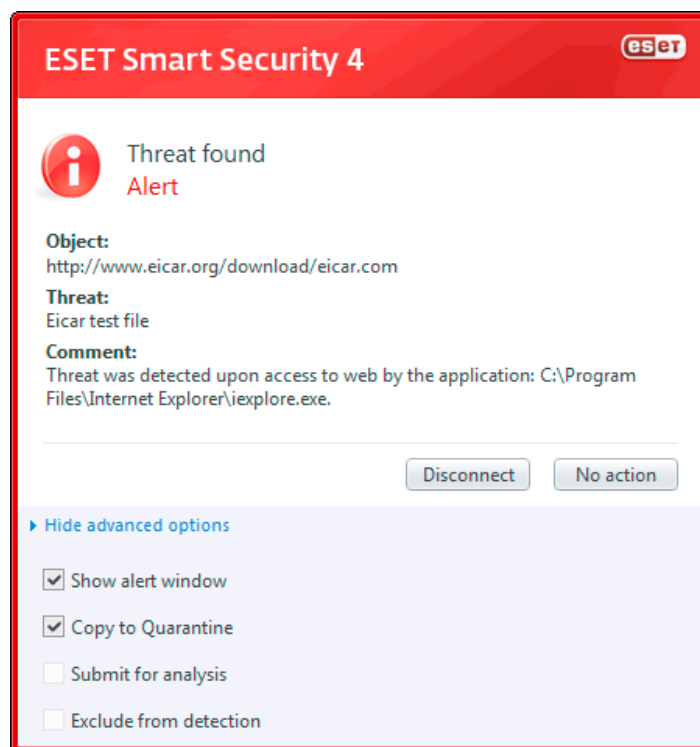 ESET Smart Security 4
eset
Threat found
Alert
Object:
http://www.eicar.org/download/eicar.com
Threat:
Eicar test file
Comment:
Threat was detected upon access to web by the application: C:\Program
Files\Internet Explorer\iexplore.exe.
Disconnect No action
Hide advanced options
Show alert window
Copy to Quarantine
Submit for analysis
Exclude from detection